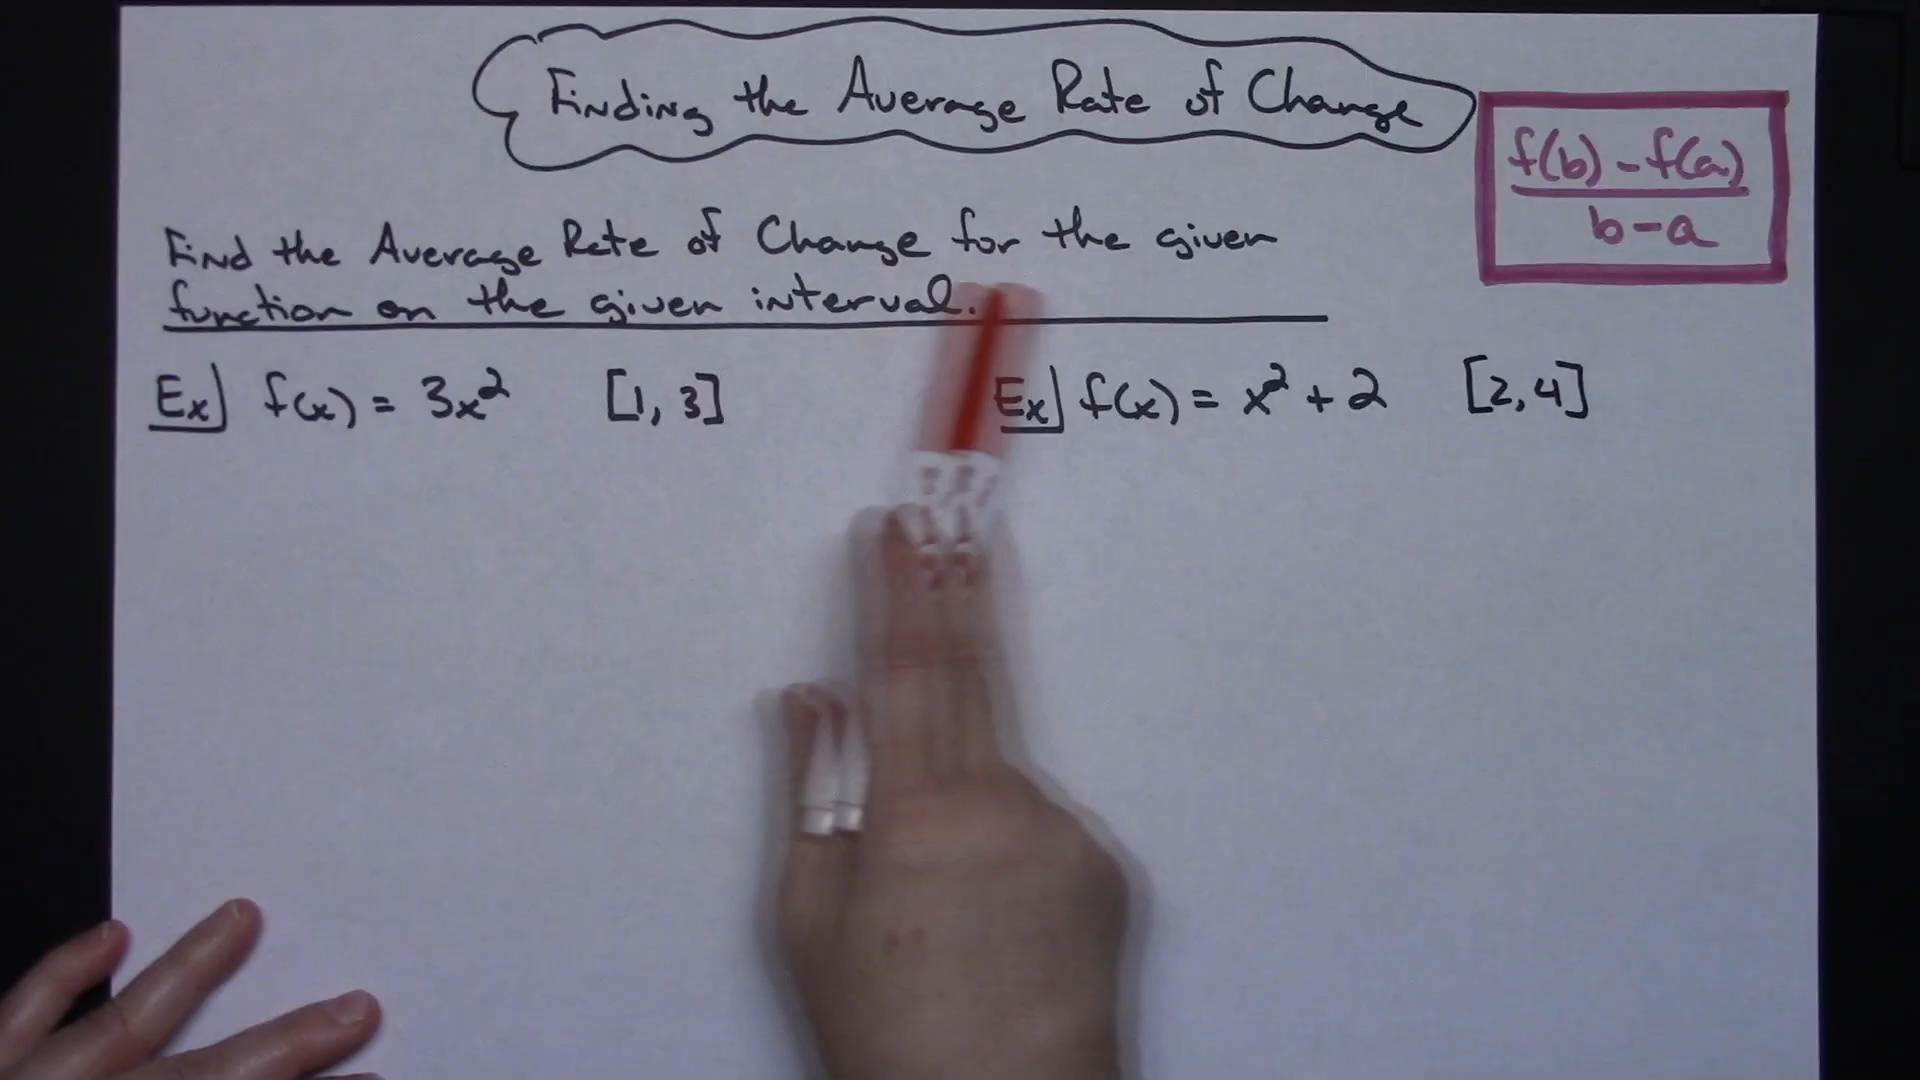 Finding the Average Rate of Change
f(b) - f(a)
b - a
Find the Average Rate of Change for the given
function on the given interval.
Ex] f(x) = 3x² [1, 3]
Ex] f(x) = x² + 2 [2, 4]